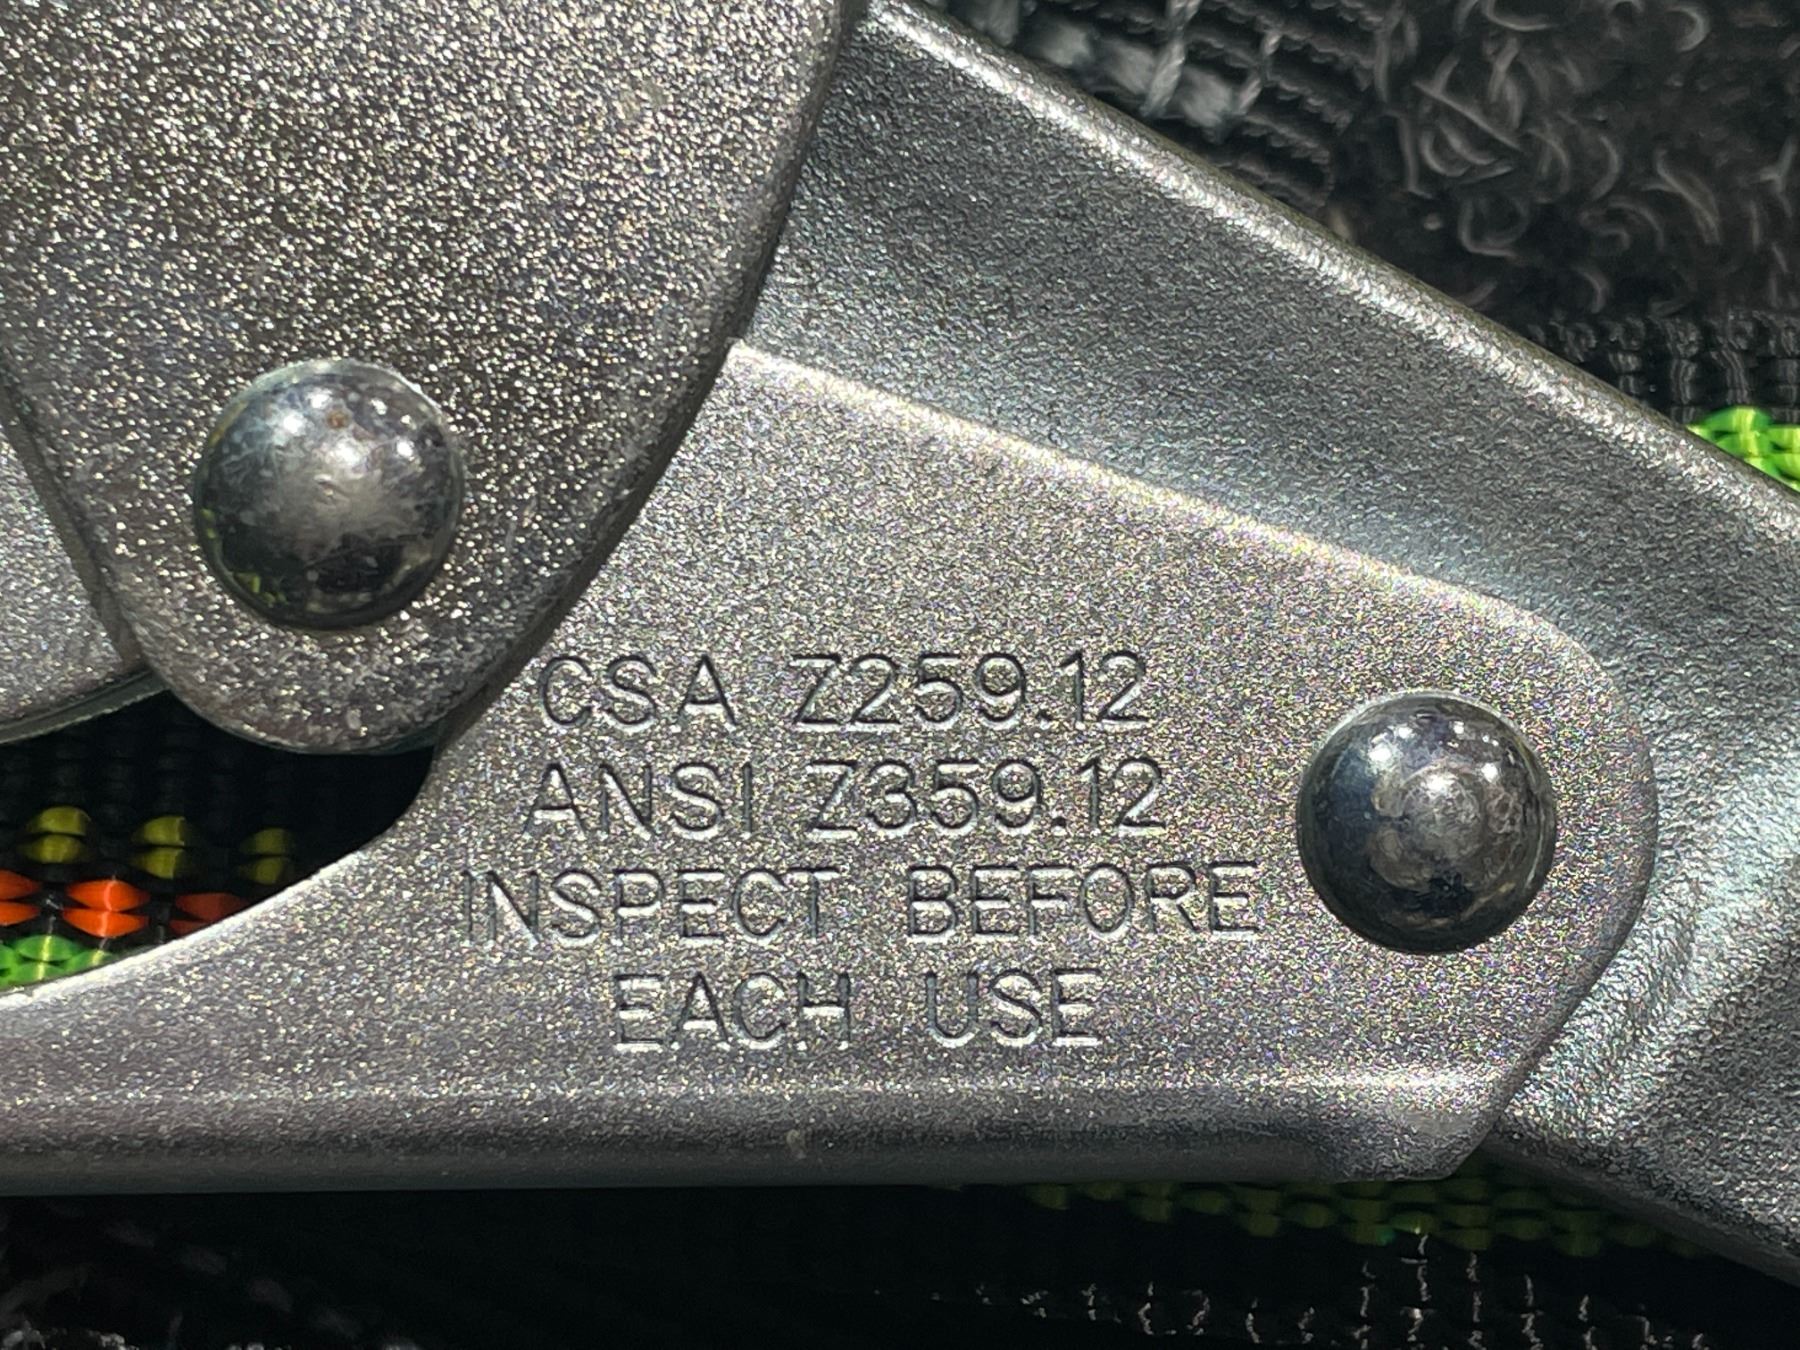 CSA Z259.12
ANSI Z359.12
INSPECT BEFORE
EACH USE